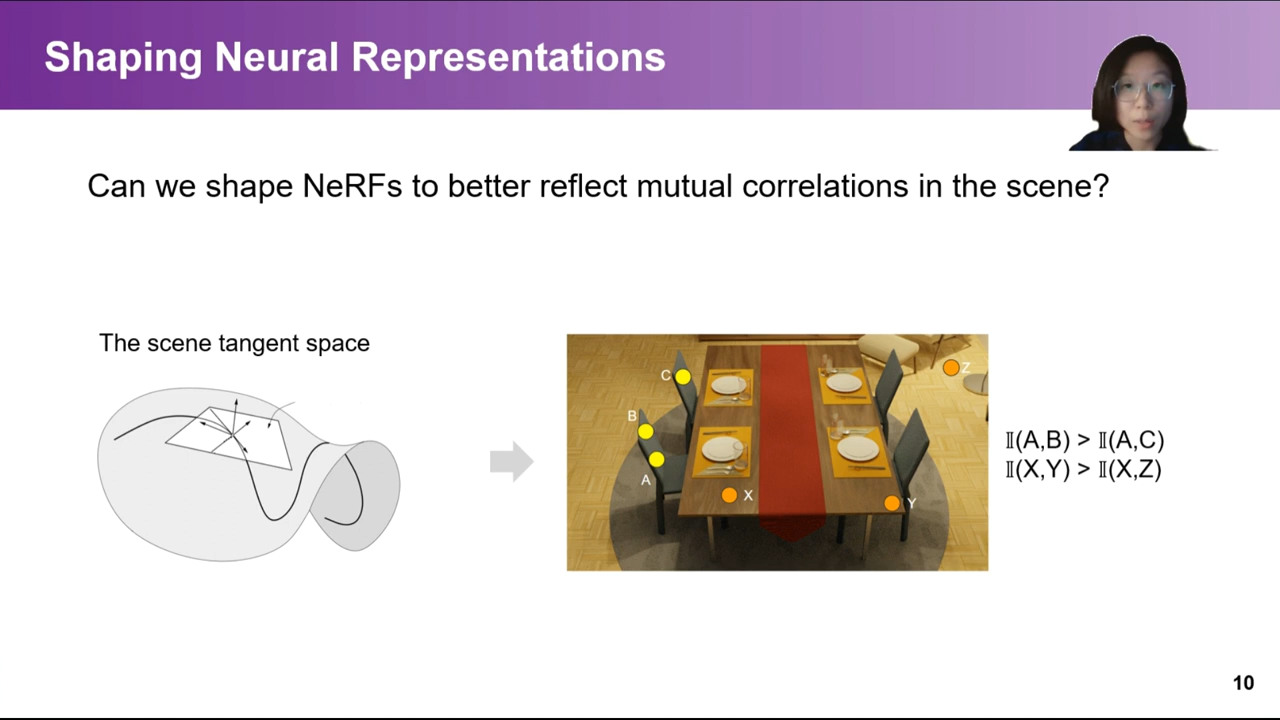 Shaping Neural Representations
Can we shape NeRFs to better reflect mutual correlations in the scene?
The scene tangent space
C
Z
B
A
X
Y
𝕀(A,B) > 𝕀(A,C)
𝕀(X,Y) > 𝕀(X,Z)
10